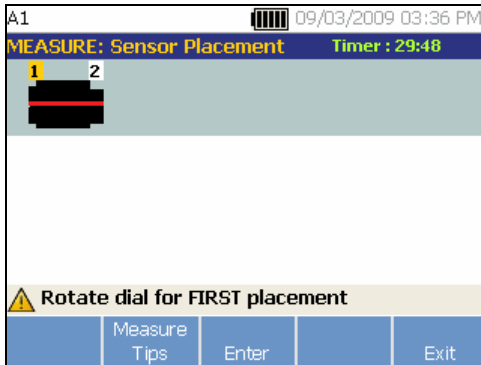 A1 09/03/2009 03:36 PM
MEASURE: Sensor Placement Timer : 29:48
1 2
Rotate dial for FIRST placement
Measure Tips Enter Exit